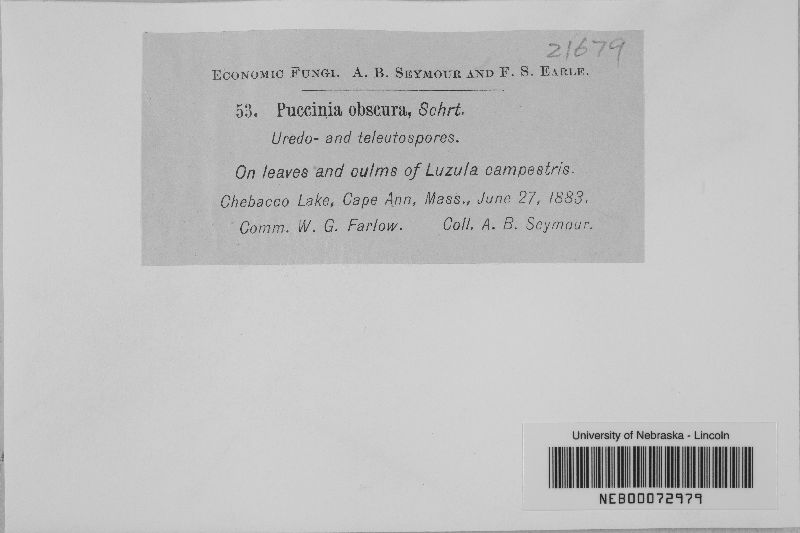 21679
ECONOMIC FUNGI. A. B. SEYMOUR AND F. S. EARLE.
53. Puccinia obscura, Schrt.
Uredo- and teleutospores.
On leaves and culms of Luzula campestris.
Chebacco Lake, Cape Ann, Mass., June 27, 1883.
Comm. W. G. Farlow. Coll. A. B. Seymour.
University of Nebraska - Lincoln
NEB00072979